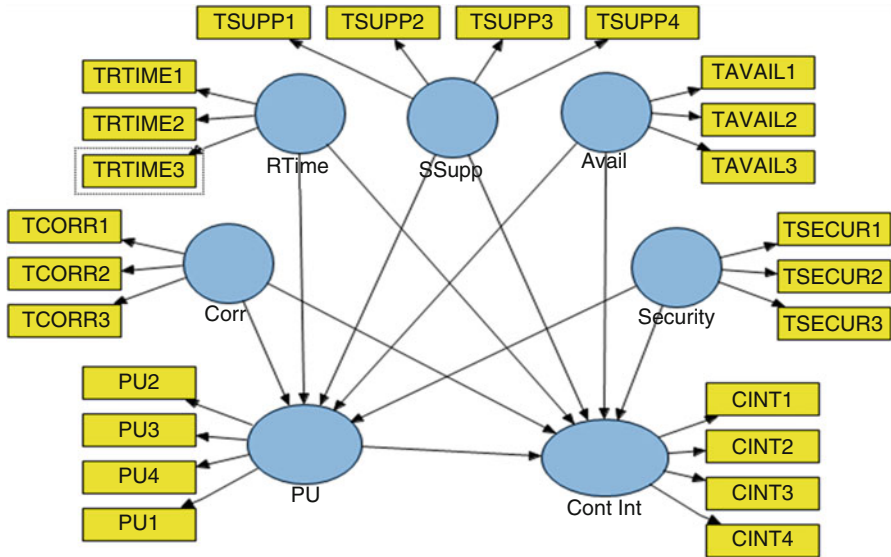 TSUPP1
TSUPP2
TSUPP3
TSUPP4
TRTIME1
TRTIME2
TRTIME3
TAVAIL1
TAVAIL2
TAVAIL3
RTime
SSupp
Avail
TCORR1
TCORR2
TCORR3
TSECUR1
TSECUR2
TSECUR3
Corr
Security
PU2
PU3
PU4
PU1
CINT1
CINT2
CINT3
CINT4
PU
Cont Int